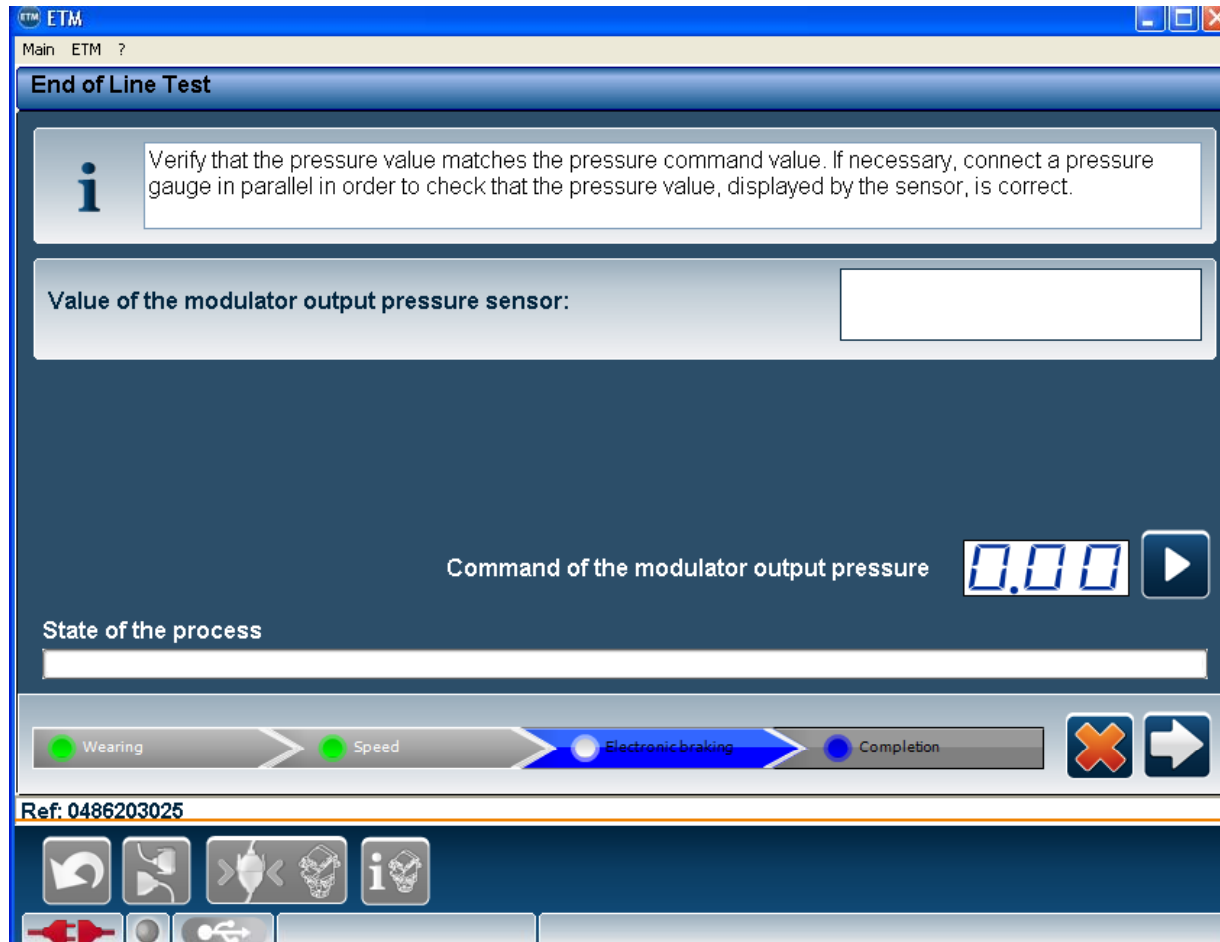 ETM ETM
Main ETM ?
End of Line Test
i
Verify that the pressure value matches the pressure command value. If necessary, connect a pressure
gauge in parallel in order to check that the pressure value, displayed by the sensor, is correct.
Value of the modulator output pressure sensor:
Command of the modulator output pressure 0.00
State of the process
Wearing Speed Electronic braking Completion
Ref: 0486203025
i